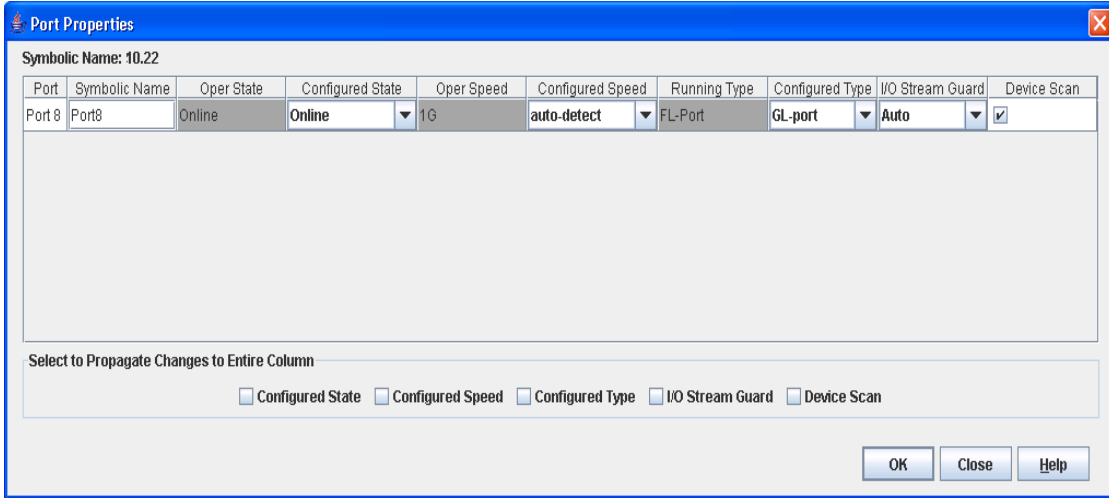 Port Properties
Symbolic Name: 10.22
Port Symbolic Name Oper State Configured State Oper Speed Configured Speed Running Type Configured Type I/O Stream Guard Device Scan
Port 8 Port8 Online Online 1G auto-detect FL-Port GL-port Auto
Select to Propagate Changes to Entire Column
Configured State Configured Speed Configured Type I/O Stream Guard Device Scan
OK Close Help